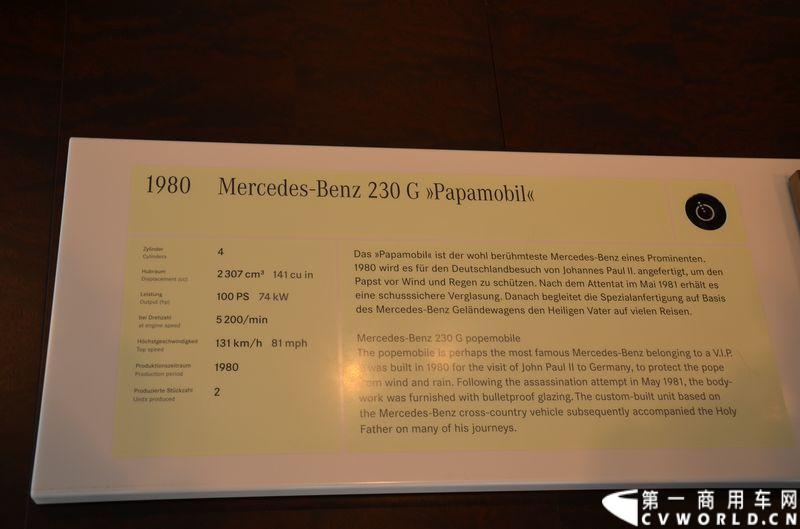 1980 Mercedes-Benz 230 G »Papamobil«
Zylinder 4
Cylinders
Hubraum 2 307 cm³ 141 cu in
Displacement (cc)
Leistung 100 PS 74 kW
Output (hp)
bei Drehzahl 5 200/min
at engine speed
Höchstgeschwindigkeit 131 km/h 81 mph
Top speed
Produktionszeitraum 1980
Production period
Produzierte Stückzahl 2
Units produced
Das »Papamobil« ist der wohl berühmteste Mercedes-Benz eines Prominenten.
1980 wird es für den Deutschlandbesuch von Johannes Paul II. angefertigt, um den
Papst vor Wind und Regen zu schützen. Nach dem Attentat im Mai 1981 erhält es
eine schusssichere Verglasung. Danach begleitet die Spezialanfertigung auf Basis
des Mercedes-Benz Geländewagens den Heiligen Vater auf vielen Reisen.
Mercedes-Benz 230 G popemobile
The popemobile is perhaps the most famous Mercedes-Benz belonging to a V.I.P.
was built in 1980 for the visit of John Paul II to Germany, to protect the pope
from wind and rain. Following the assassination attempt in May 1981, the body-
work was furnished with bulletproof glazing. The custom-built unit based on
the Mercedes-Benz cross-country vehicle subsequently accompanied the Holy
Father on many of his journeys.
第一商用车网
CVWORLD.CN